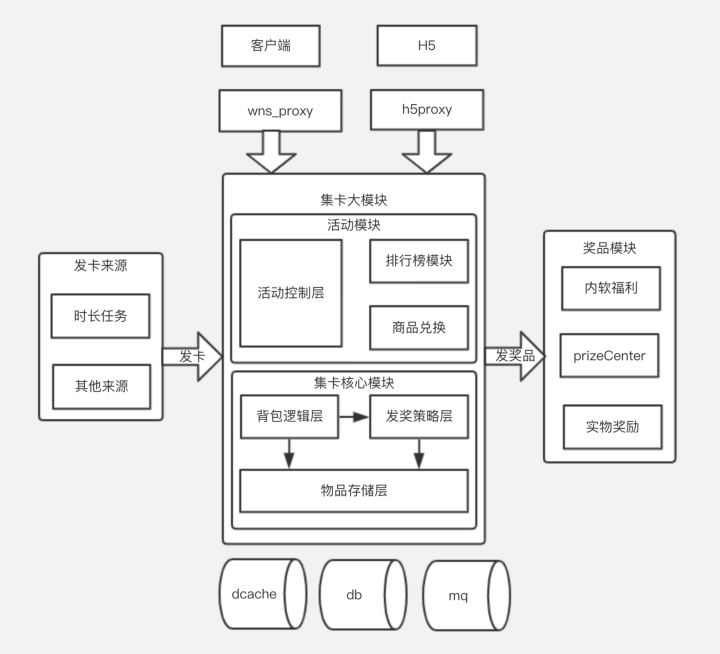 客户端
H5
wns_proxy
h5proxy
集卡大模块
活动模块
活动控制层
排行榜模块
商品兑换
发卡来源
时长任务
其他来源
发卡
集卡核心模块
背包逻辑层
发奖策略层
物品存储层
发奖品
奖品模块
内软福利
prizeCenter
实物奖励
dcache
db
mq